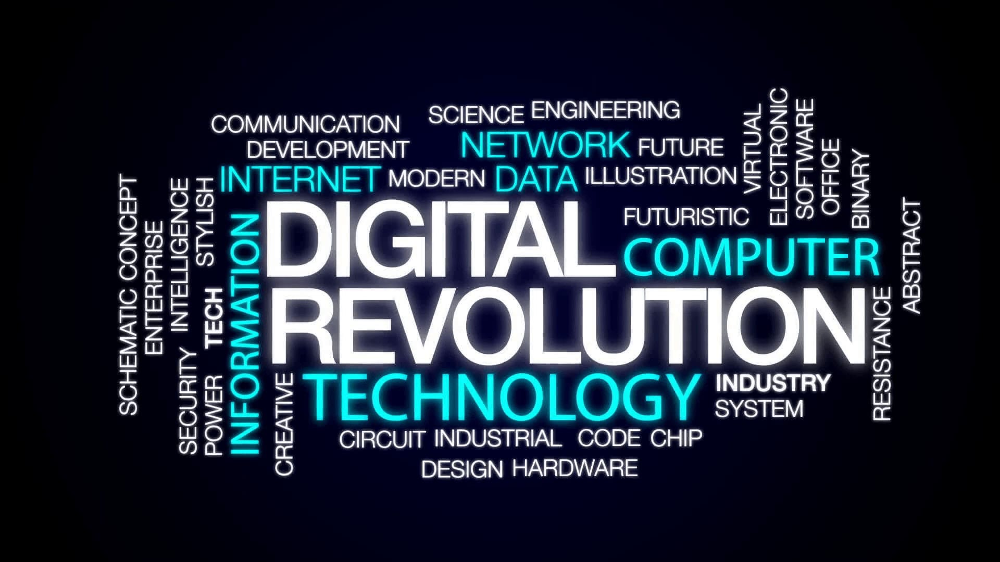 SCIENCE ENGINEERING
COMMUNICATION
NETWORK FUTURE
DEVELOPMENT
INTERNET MODERN DATA ILLUSTRATION
VIRTUAL
ELECTRONIC
SOFTWARE
OFFICE
BINARY
ABSTRACT
SCHEMATIC CONCEPT
ENTERPRISE
INTELLIGENCE
STYLISH
TECH
SECURITY
POWER
INFORMATION
DIGITAL
FUTURISTIC
COMPUTER
REVOLUTION
RESISTANCE
CREATIVE
TECHNOLOGY
INDUSTRY
SYSTEM
CIRCUIT INDUSTRIAL CODE CHIP
DESIGN HARDWARE